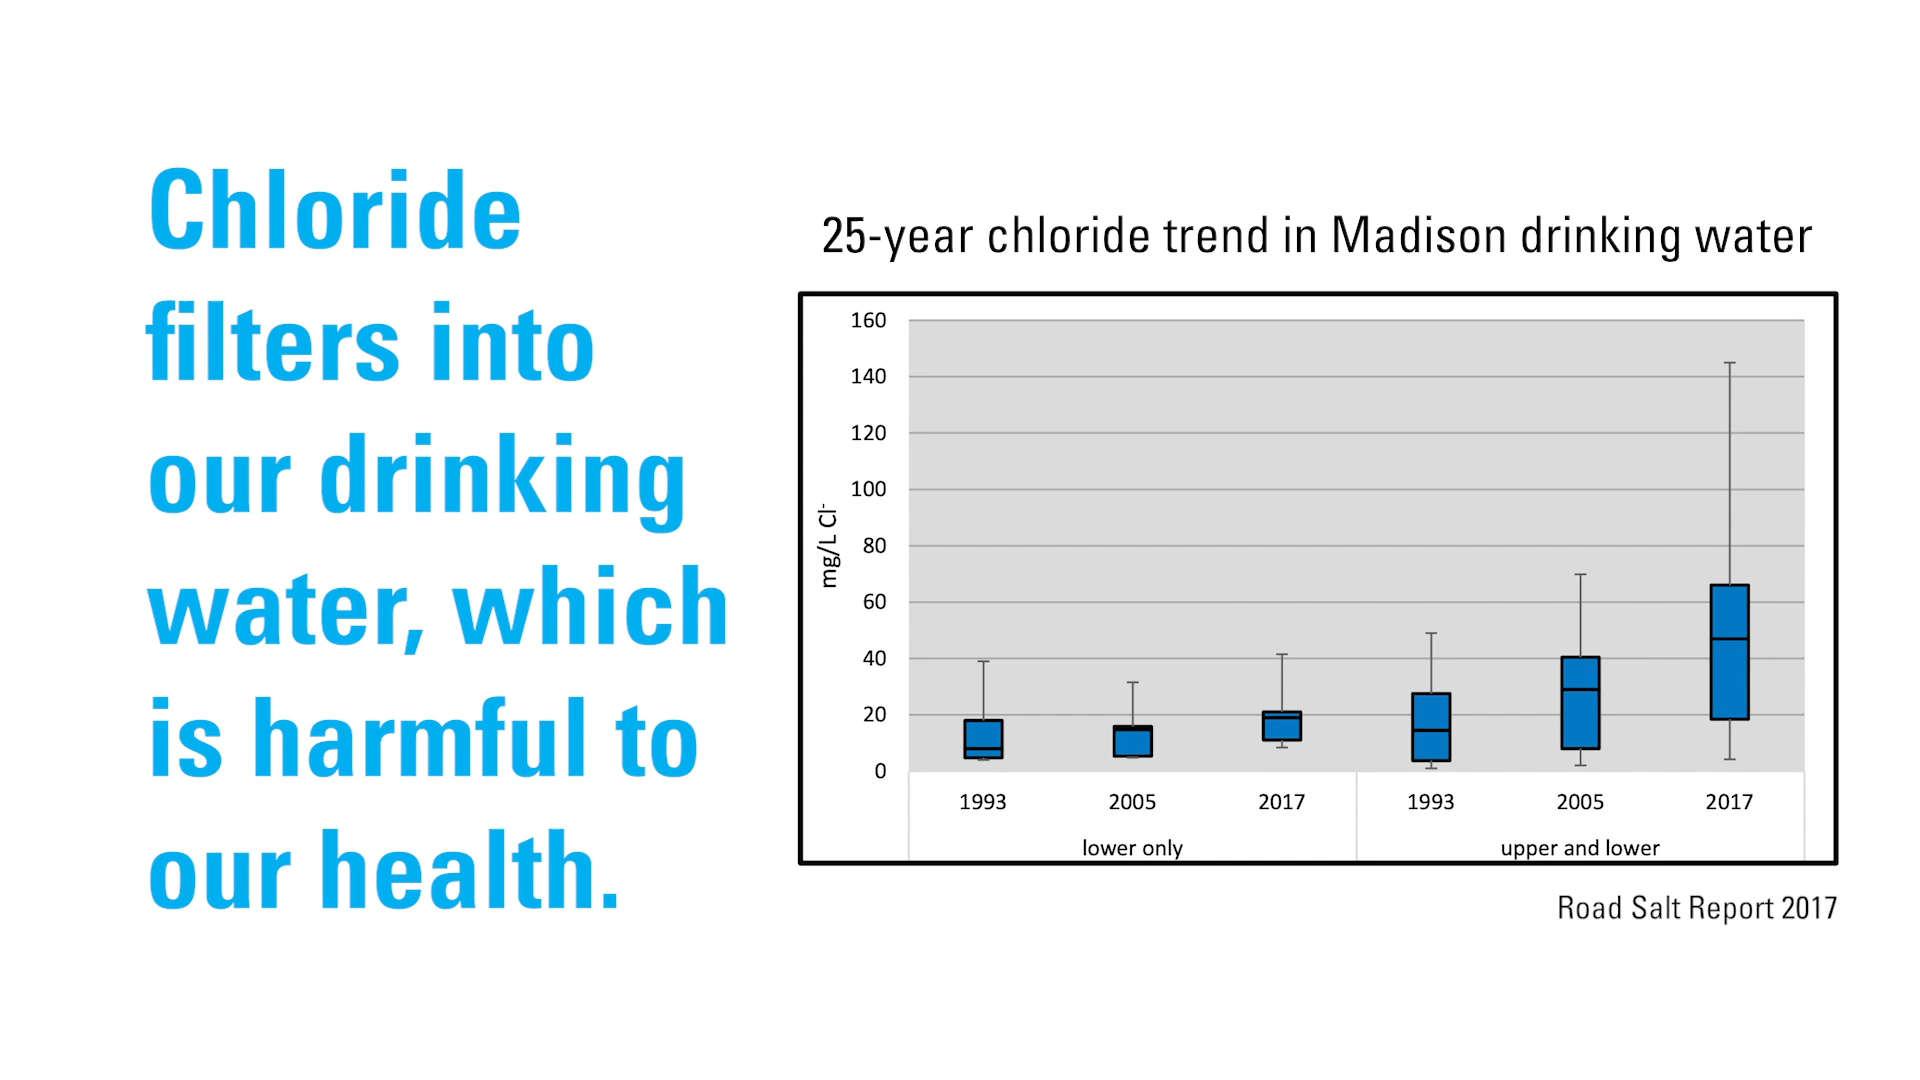 Chloride
filters into
our drinking
water, which
is harmful to
our health.
25-year chloride trend in Madison drinking water
160
140
120
100
80
60
40
20
0
mg/L Cl-
1993 2005 2017 1993 2005 2017
lower only upper and lower
Road Salt Report 2017